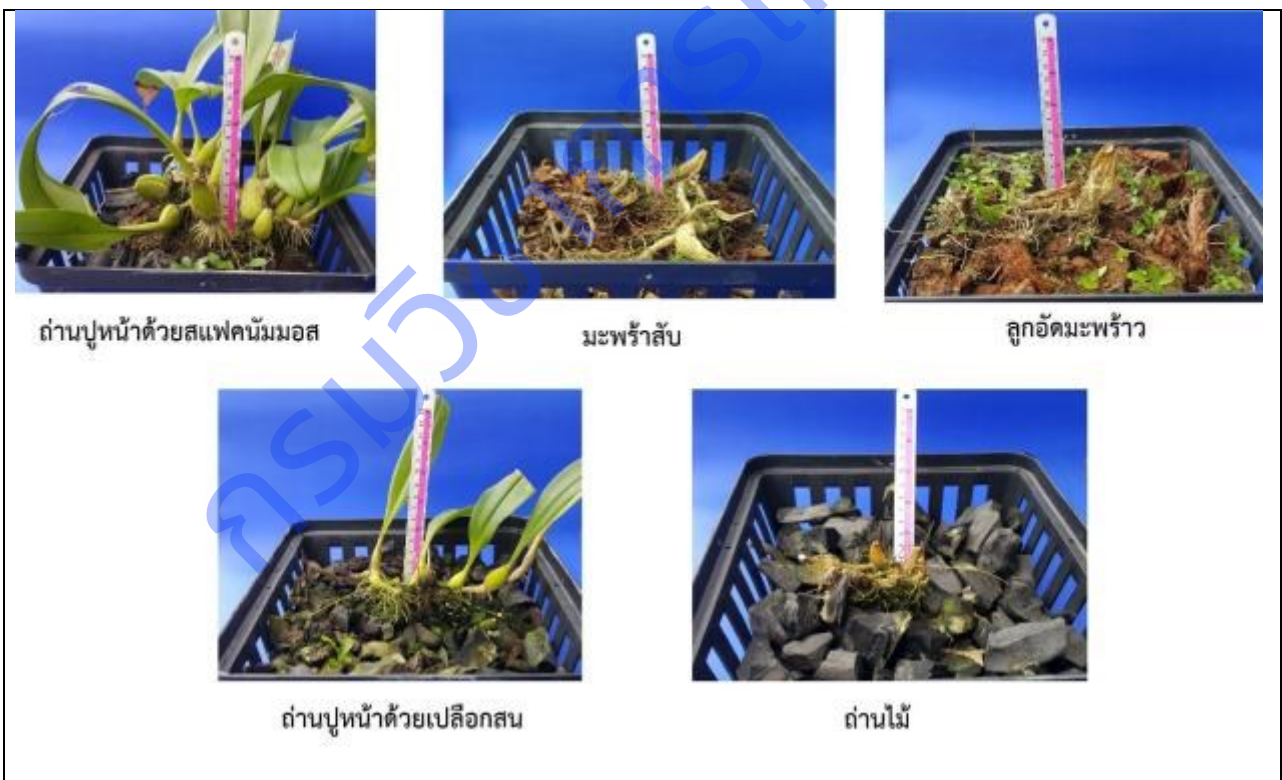 ถ่านปูหน้าด้วยสแฟคนัมมอส
มะพร้าสับ
ลูกอัดมะพร้าว
ถ่านปูหน้าด้วยเปลือกสน
ถ่านไม้